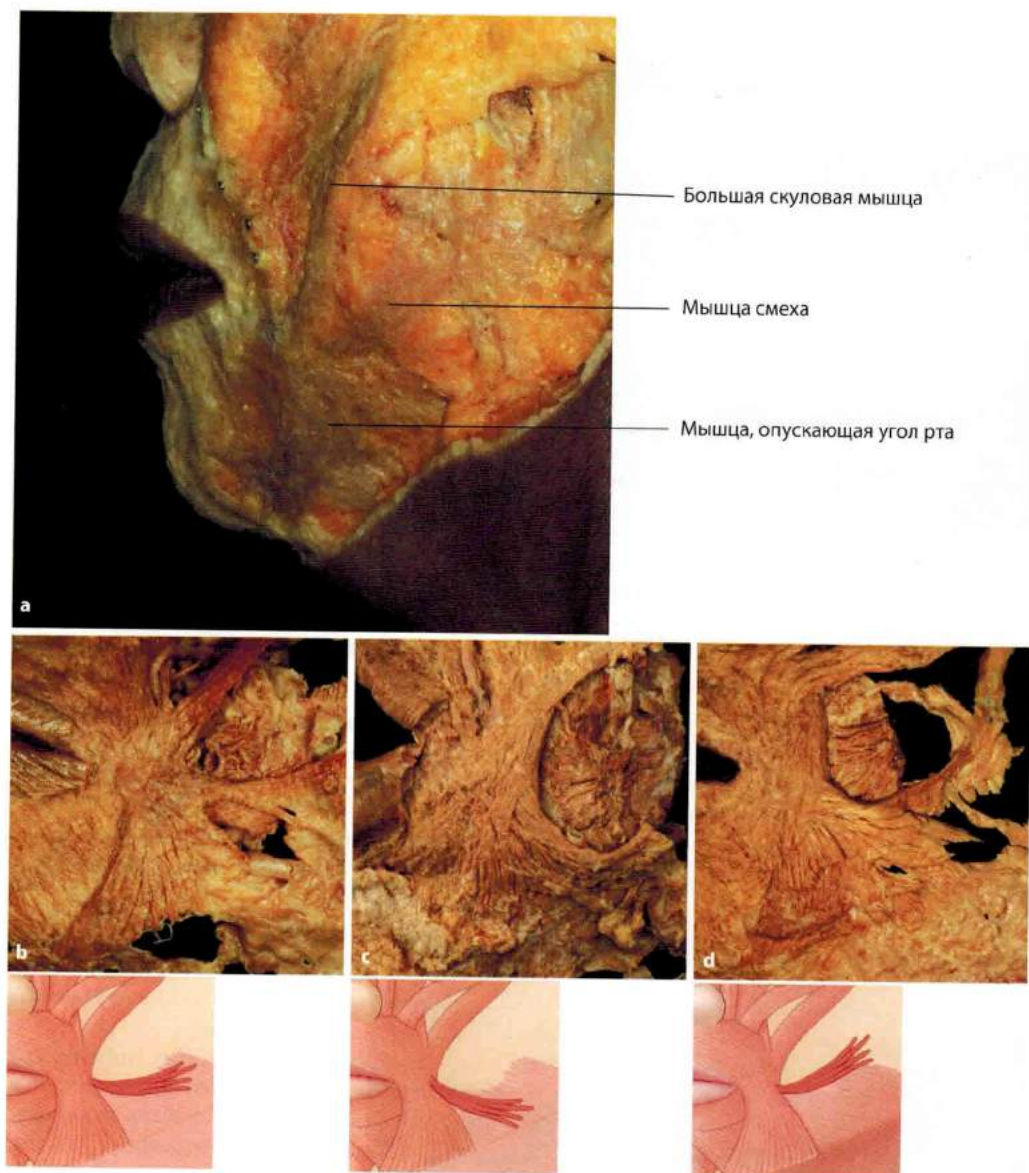 Большая скуловая мышца
Мышца смеха
Мышца, опускающая угол рта
a
b
c
d